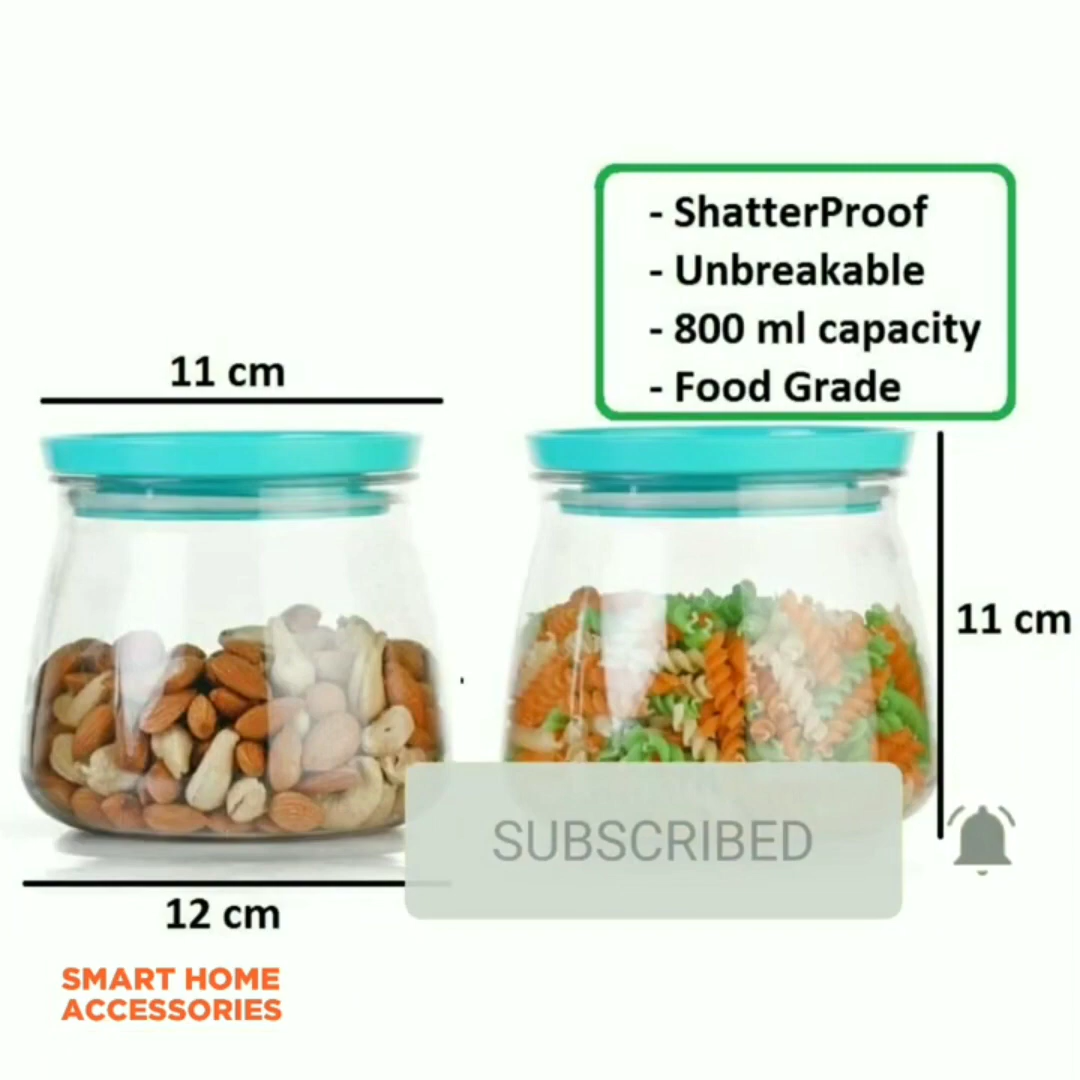 - ShatterProof
- Unbreakable
- 800 ml capacity
- Food Grade
11 cm
11 cm
SUBSCRIBED
12 cm
SMART HOME
ACCESSORIES